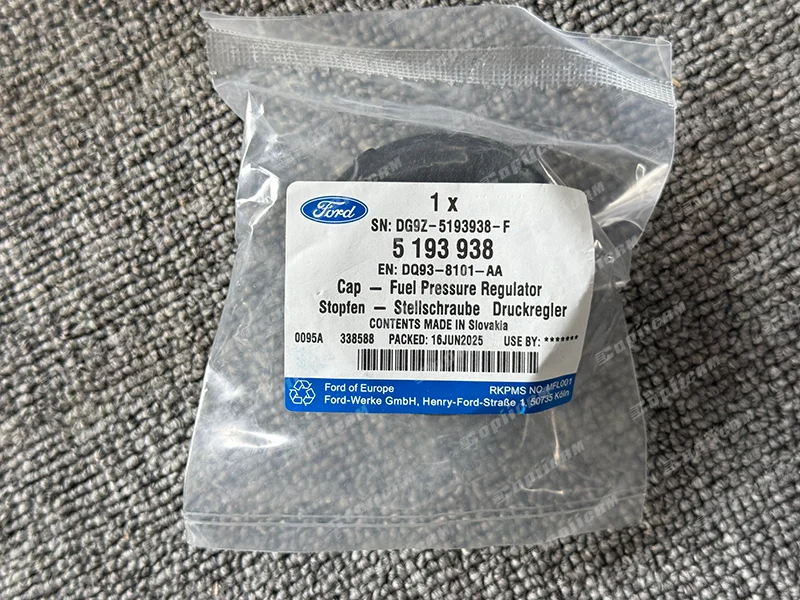 Ford
1 x
SN: DG9Z-5193938-F
5 193 938
EN: DQ93-8101-AA
Cap - Fuel Pressure Regulator
Stopfen - Stellschraube Druckregler
CONTENTS MADE IN Slovakia
0095A 338588 PACKED: 16JUN2025 USE BY: *******
Ford of Europe RKPMS NO. MFL001
Ford-Werke GmbH, Henry-Ford-Straße 1, 50735 Köln